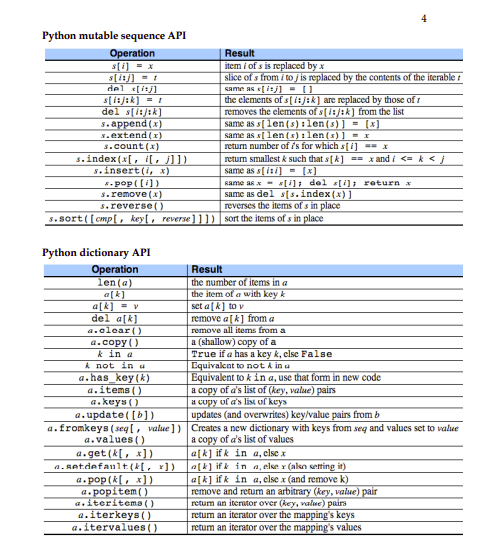 4
Python mutable sequence API
Operation Result
s[i] = x item i of s is replaced by x
s[i:j] = t slice of s from i to j is replaced by the contents of the iterable t
del s[i:j] same as s[i:j] = []
s[i:j:k] = t the elements of s[i:j:k] are replaced by those of t
del s[i:j:k] removes the elements of s[i:j:k] from the list
s.append(x) same as s[len(s):len(s)] = [x]
s.extend(x) same as s[len(s):len(s)] = x
s.count(x) return number of i's for which s[i] == x
s.index(x[, i[, j]]) return smallest k such that s[k] == x and i <= k < j
s.insert(i, x) same as s[i:i] = [x]
s.pop([i]) same as x = s[i]; del s[i]; return x
s.remove(x) same as del s[s.index(x)]
s.reverse() reverses the items of s in place
s.sort([cmp[, key[, reverse]]]) sort the items of s in place
Python dictionary API
Operation Result
len(a) the number of items in a
a[k] the item of a with key k
a[k] = v set a[k] to v
del a[k] remove a[k] from a
a.clear() remove all items from a
a.copy() a (shallow) copy of a
k in a True if a has a key k, else False
k not in a Equivalent to not k in a
a.has_key(k) Equivalent to k in a, use that form in new code
a.items() a copy of a's list of (key, value) pairs
a.keys() a copy of a's list of keys
a.update([b]) updates (and overwrites) key/value pairs from b
a.fromkeys(seq[, value]) Creates a new dictionary with keys from seq and values set to value
a.values() a copy of a's list of values
a.get(k[, x]) a[k] if k in a, else x
a.setdefault(k[, x]) a[k] if k in a, else x (also setting it)
a.pop(k[, x]) a[k] if k in a, else x (and remove k)
a.popitem() remove and return an arbitrary (key, value) pair
a.iteritems() return an iterator over (key, value) pairs
a.iterkeys() return an iterator over the mapping's keys
a.itervalues() return an iterator over the mapping's values